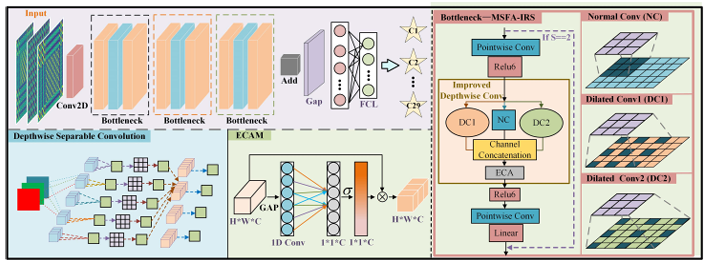 Input
Conv2D
Bottleneck
Bottleneck
Bottleneck
Add
Gap
FCL
C1
C2
C29
Depthwise Separable Convolution
ECAM
H*W*C
GAP
1D Conv
1*1*C
σ
1*1*C
H*W*C
Bottleneck—MSFA-IRS
If S==2
Pointwise Conv
Relu6
Improved
Depthwise Conv
DC1
NC
DC2
Channel
Concatenation
ECA
Relu6
Pointwise Conv
Linear
Normal Conv (NC)
Dilated Conv1 (DC1)
Dilated Conv2 (DC2)